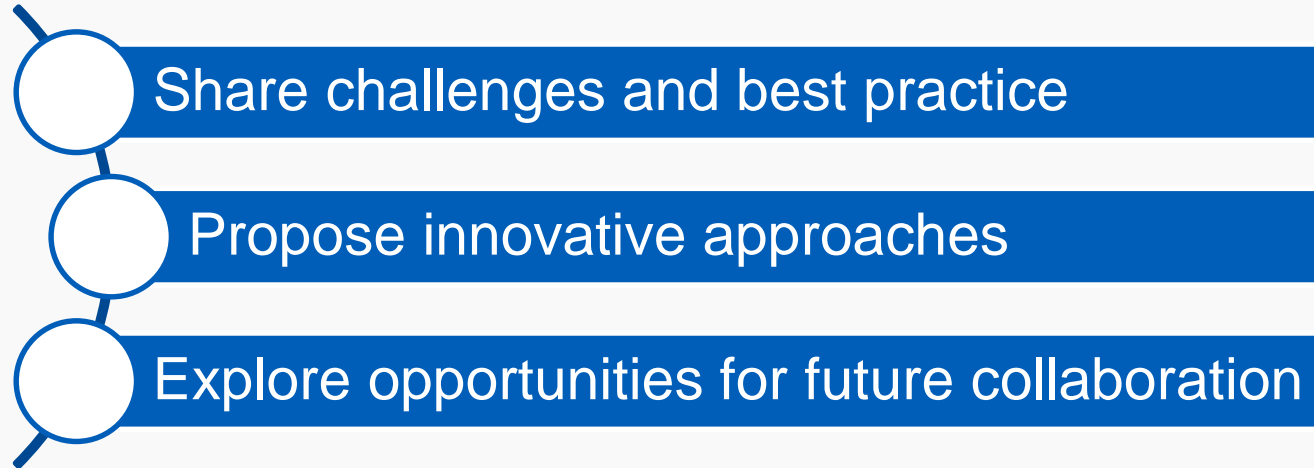 Share challenges and best practice
Propose innovative approaches
Explore opportunities for future collaboration